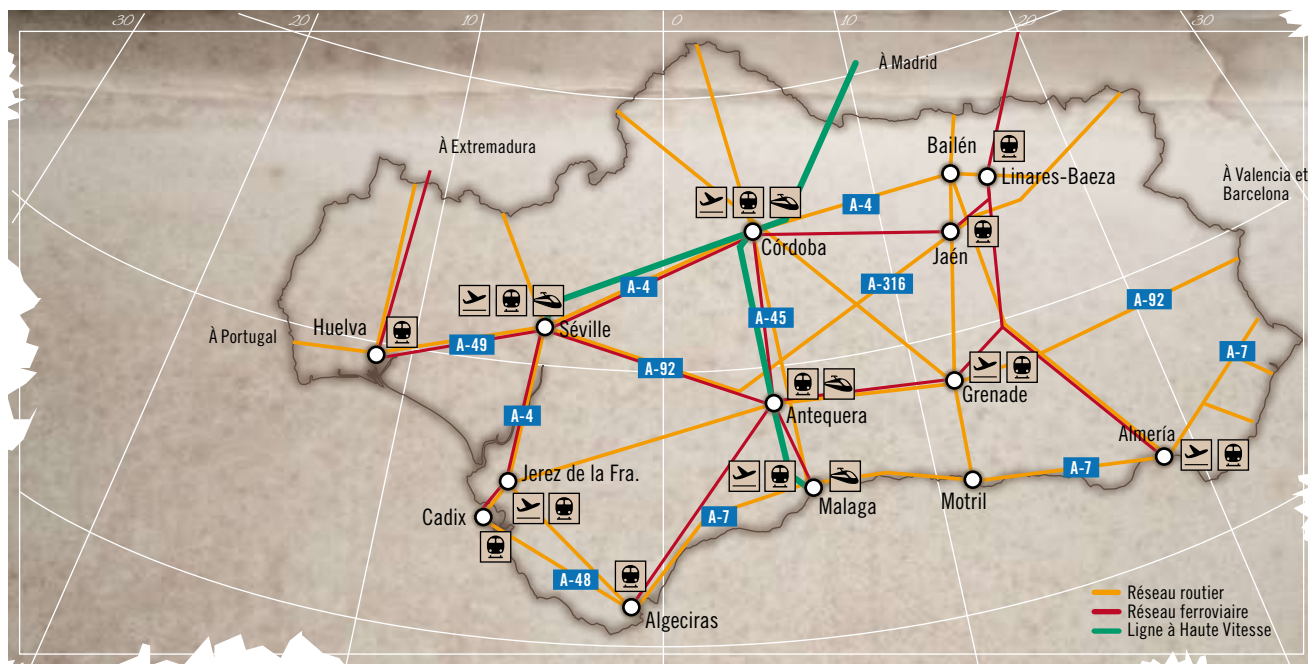 30
20
10
0
10
20
30
À Madrid
À Extremadura
Bailén
Linares-Baeza
À Valencia et
Barcelona
A-4
Córdoba
Jaén
A-316
A-4
A-92
Séville
Huelva
À Portugal
A-49
A-45
A-7
A-92
Grenade
Antequera
A-4
Almería
Jerez de la Fra.
A-7
Motril
Malaga
Cadix
A-7
A-48
Algeciras
Réseau routier
Réseau ferroviaire
Ligne à Haute Vitesse